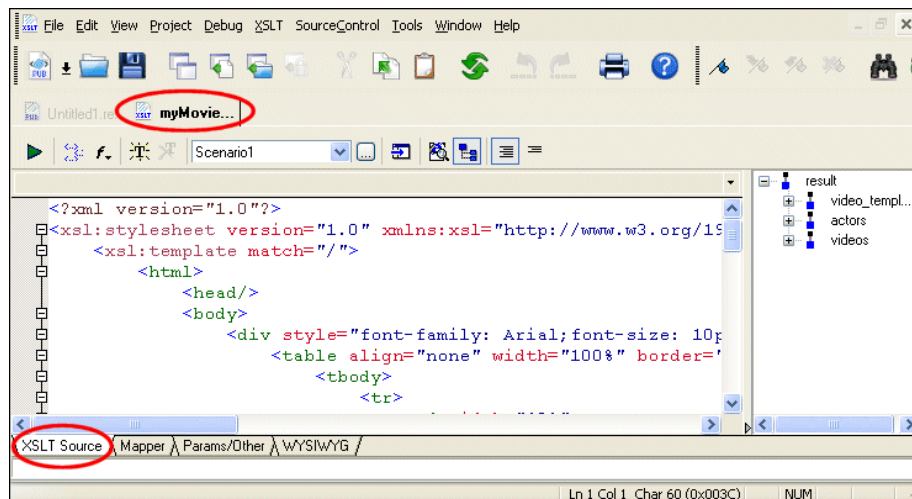 File Edit View Project Debug XSLT SourceControl Tools Window Help
Untitled1.re myMovie...
Scenario1
<?xml version="1.0"?>
<xsl:stylesheet version="1.0" xmlns:xsl="http://www.w3.org/19
<xsl:template match="/">
<html>
<head/>
<body>
<div style="font-family: Arial;font-size: 10p
<table align="none" width="100%" border="
<tbody>
<tr>
result
video_templ...
actors
videos
XSLT Source Mapper Params/Other WYSIWYG
Ln 1 Col 1 Char 60 (0x003C) NUM